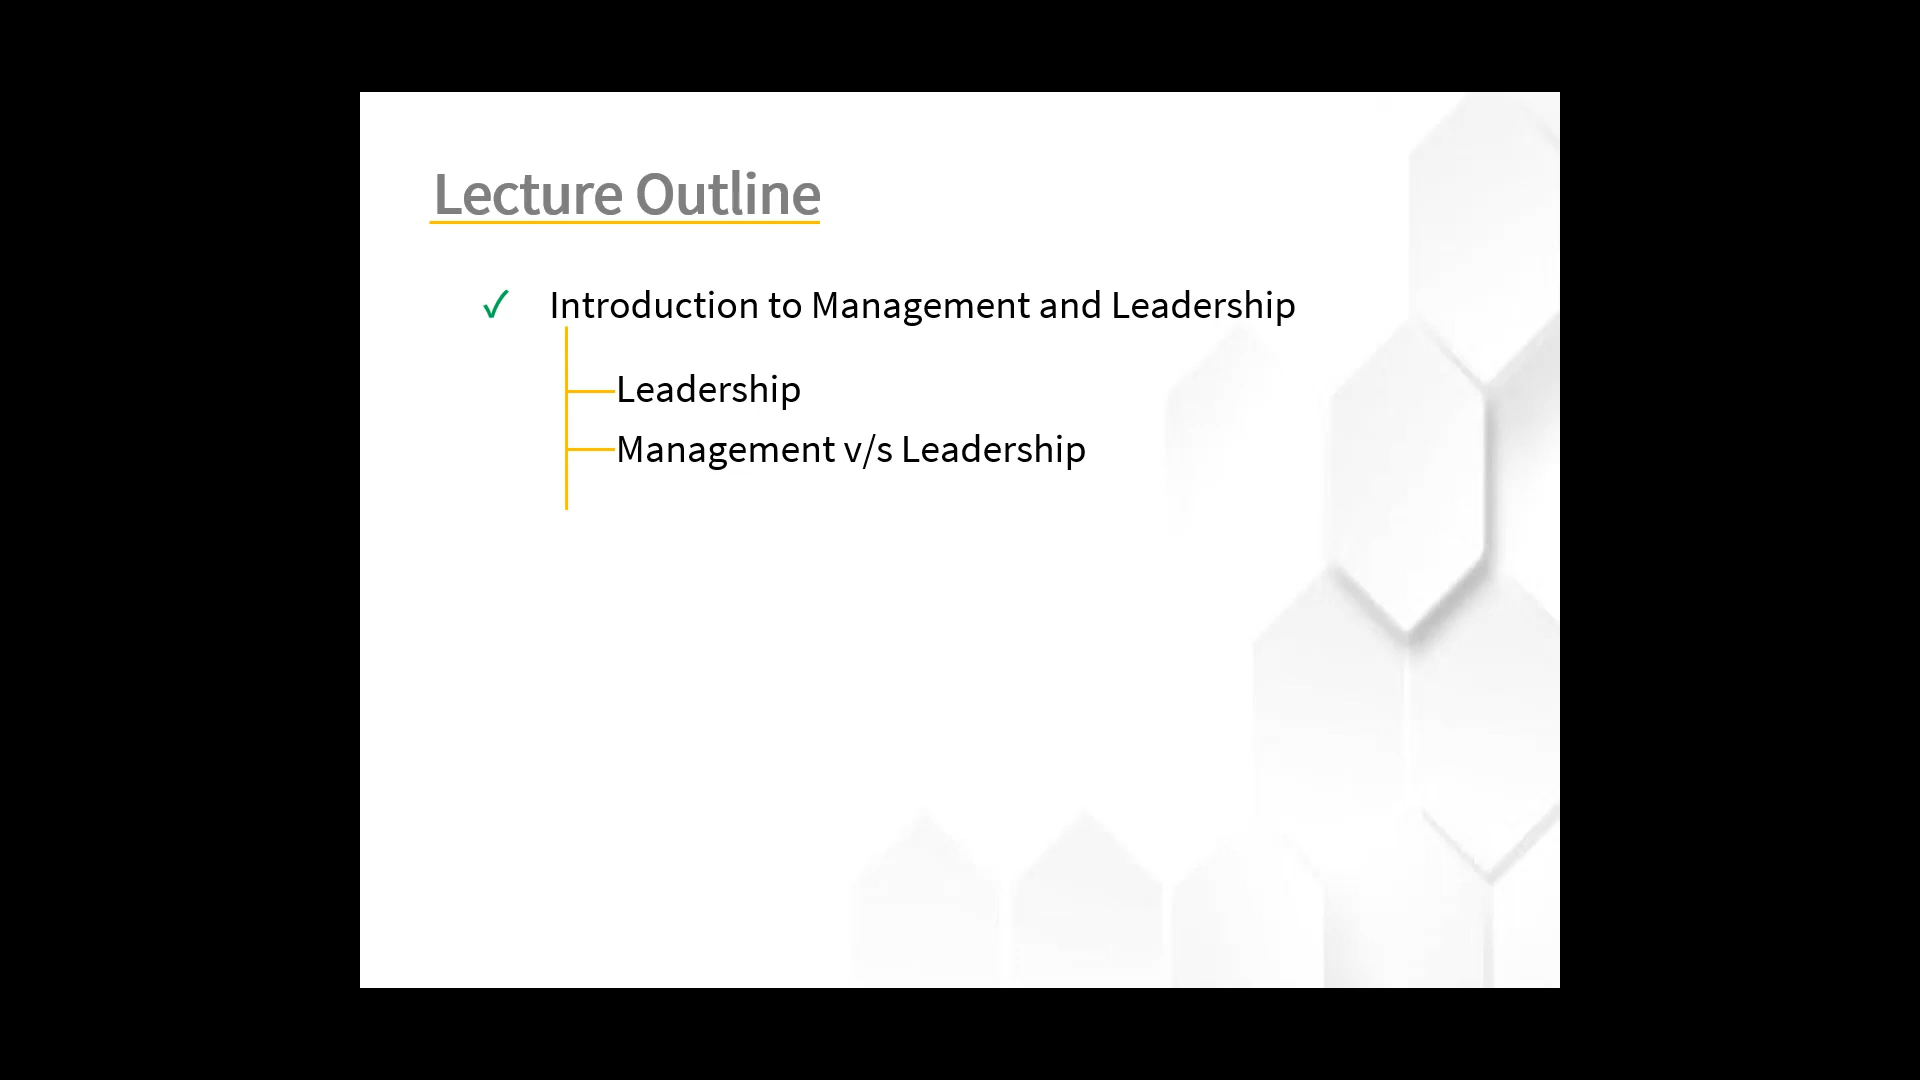 Lecture Outline
✓ Introduction to Management and Leadership
Leadership
Management v/s Leadership